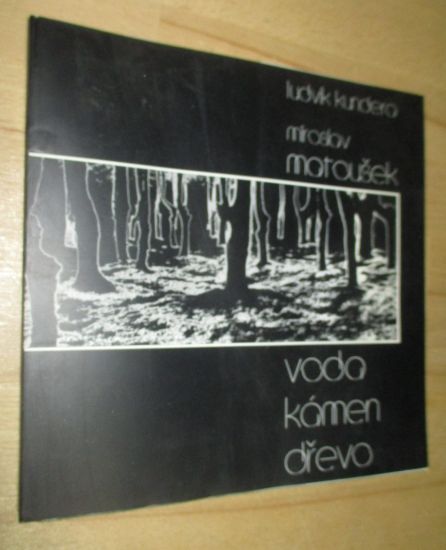 ludvík kundera
miroslav
matoušek
voda
kámen
dřevo